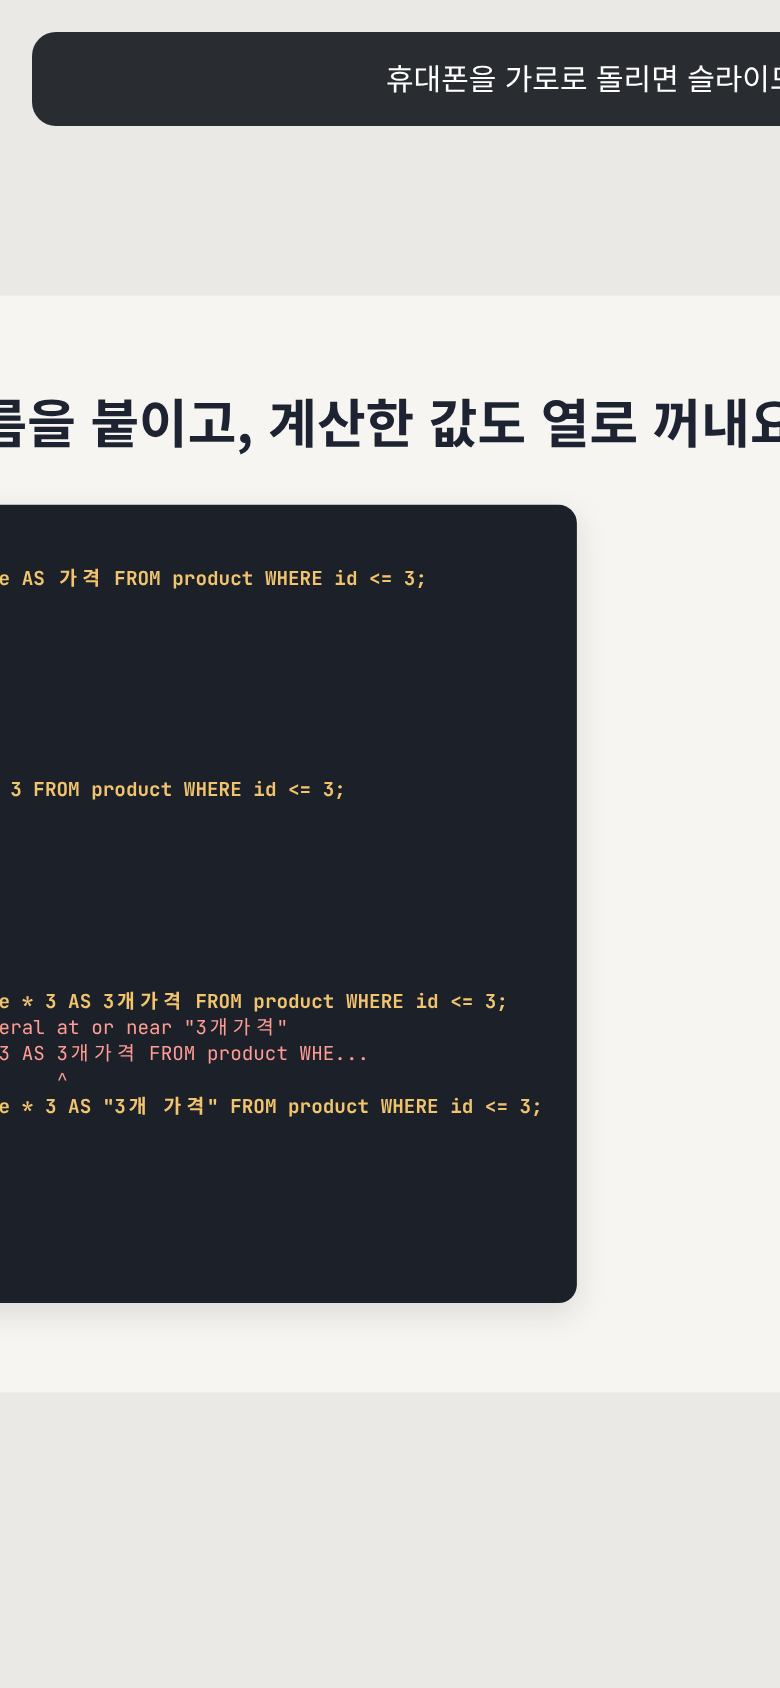 휴대폰을 가로로 돌리면 슬라이드
름을 붙이고, 계산한 값도 열로 꺼내요
e AS 가격 FROM product WHERE id <= 3;
3 FROM product WHERE id <= 3;
e * 3 AS 3개가격 FROM product WHERE id <= 3;
eral at or near "3개가격"
3 AS 3개가격 FROM product WHE...
^
e * 3 AS "3개 가격" FROM product WHERE id <= 3;